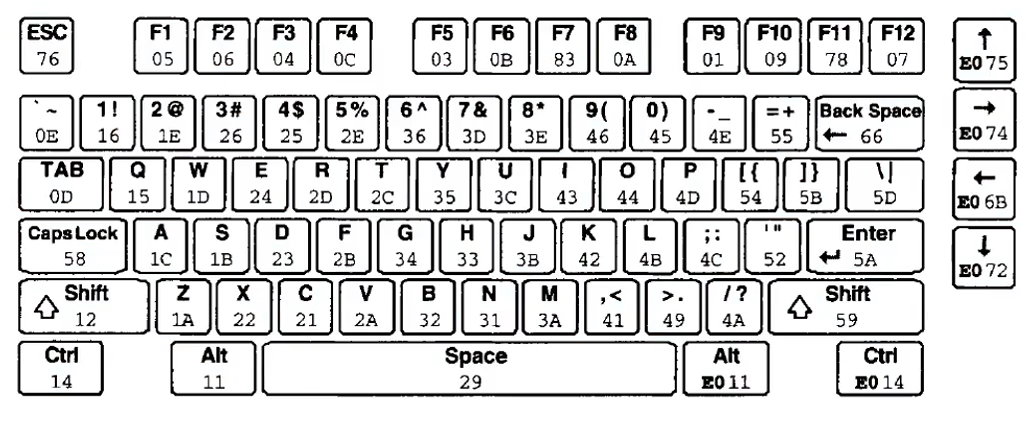 ESC F1 F2 F3 F4 F5 F6 F7 F8 F9 F10 F11 F12 ↑
76 05 06 04 0C 03 0B 83 0A 01 09 78 07 E0 75
` ~ 1! 2@ 3# 4$ 5% 6^ 7& 8* 9( 0) -_ =+ Back Space →
0E 16 1E 26 25 2E 36 3D 3E 46 45 4E 55 ← 66 E0 74
TAB Q W E R T Y U I O P [{ ]} \| ←
0D 15 1D 24 2D 2C 35 3C 43 44 4D 54 5B 5D E0 6B
Caps Lock A S D F G H J K L ;: '" Enter ↓
58 1C 1B 23 2B 34 33 3B 42 4B 4C 52 ↵ 5A E0 72
⇧ Shift Z X C V B N M ,< >. /? ⇧ Shift
12 1A 22 21 2A 32 31 3A 41 49 4A 59
Ctrl Alt Space Alt Ctrl
14 11 29 E0 11 E0 14